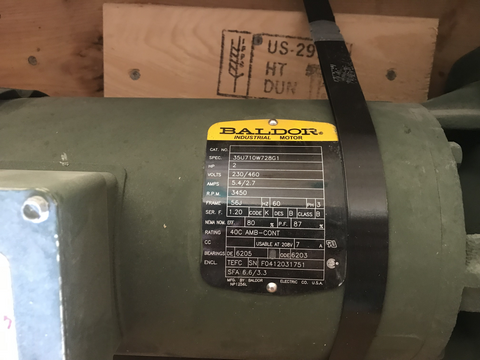 US-29
HT
DUN
BALDOR
INDUSTRIAL MOTOR
CAT. NO.
SPEC. 35U710W728G1
HP 2
VOLTS 230/460
AMPS 5.4/2.7
R.P.M. 3450
FRAME 56J HZ 60 PH 3
SER. F. 1.20 CODE K DES B CLASS B
NEMA NOM. EFF. 80 % P.F. 87 %
RATING 40C AMB-CONT
CC USABLE AT 208V 7 A
BEARINGS DE 6205 ODE 6203
ENCL. TEFC SN F0412031751
SFA 6.6/3.3
MFG. BY BALDOR ELECTRIC CO. U.S.A.